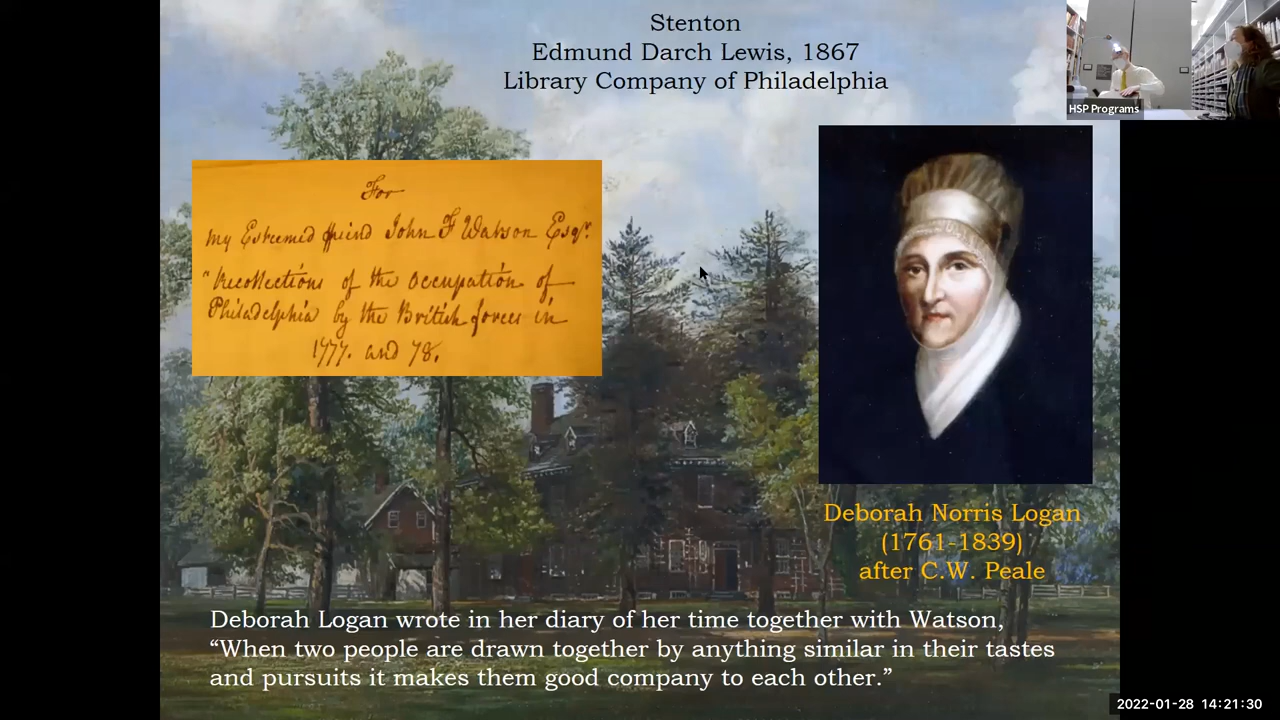 Stenton
Edmund Darch Lewis, 1867
Library Company of Philadelphia
HSP Programs
For
my Esteemed friend John F Watson Esqr.
"Recollections of the occupation of
Philadelphia by the British forces in
1777. and 78.
Deborah Norris Logan
(1761-1839)
after C.W. Peale
Deborah Logan wrote in her diary of her time together with Watson,
“When two people are drawn together by anything similar in their tastes
and pursuits it makes them good company to each other.”
2022-01-28 14:21:30